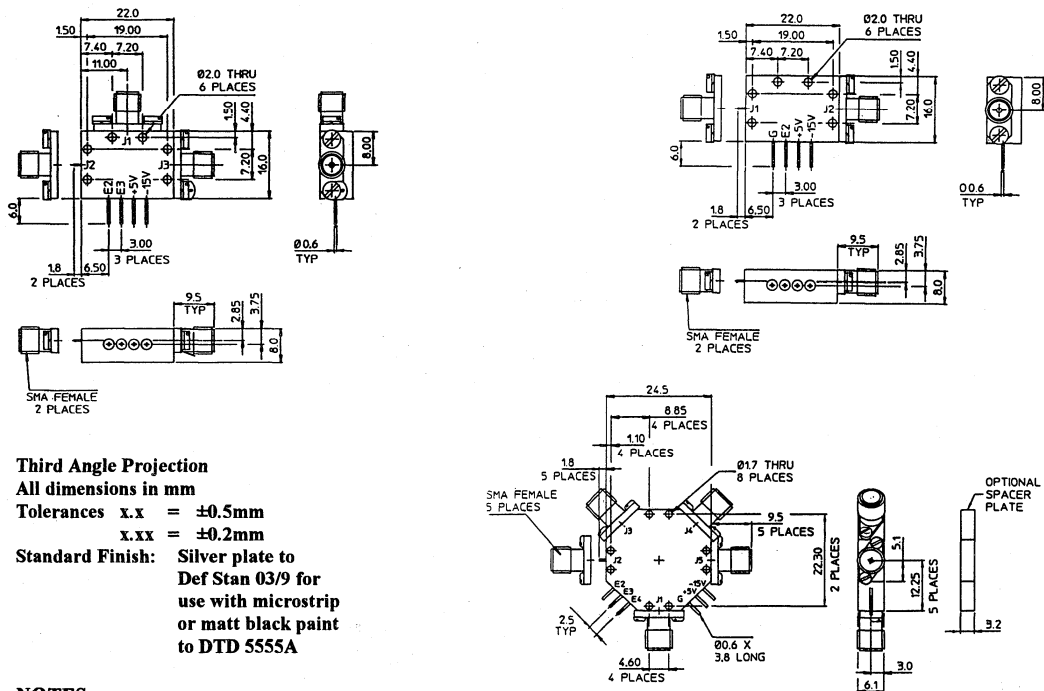 22.0
1.50
19.00
7.40
7.20
11.00
Ø2.0 THRU
6 PLACES
1.50
4.40
J1
J2
J3
7.20
16.0
8.00
E2
E3
+5V
-15V
6.0
3.00
3 PLACES
1.8
6.50
2 PLACES
Ø0.6
TYP
9.5
TYP
2.85
3.75
8.0
SMA FEMALE
2 PLACES
22.0
1.50
19.00
7.40
7.20
Ø2.0 THRU
6 PLACES
1.50
4.40
J1
J2
7.20
16.0
8.00
G
E2
+5V
-15V
6.0
3.00
3 PLACES
1.8
6.50
2 PLACES
O0.6
TYP
9.5
TYP
2.85
3.75
8.0
SMA FEMALE
2 PLACES
Third Angle Projection
All dimensions in mm
Tolerances x.x = ±0.5mm
x.xx = ±0.2mm
Standard Finish: Silver plate to
Def Stan 03/9 for
use with microstrip
or matt black paint
to DTD 5555A
NOTES
24.5
8.85
4 PLACES
1.10
4 PLACES
1.8
5 PLACES
Ø1.7 THRU
8 PLACES
SMA FEMALE
5 PLACES
9.5
5 PLACES
J3
J4
J2
J5
J1
E2
E3
E4
G
+5V
-15V
22.30
2 PLACES
2.5
TYP
Ø0.6 X
3,8 LONG
4.60
4 PLACES
5.1
12.25
5 PLACES
3.0
6.1
OPTIONAL
SPACER
PLATE
3.2